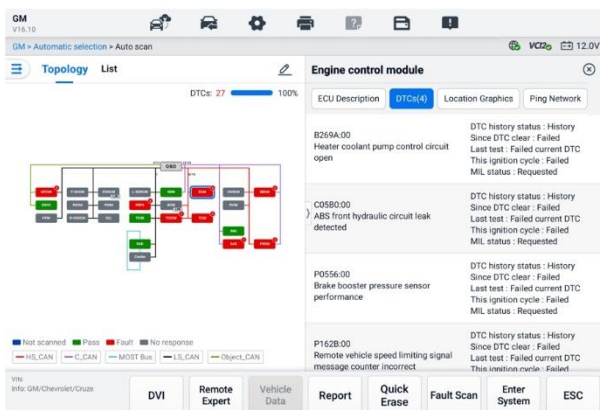 GM
V16.10
GM > Automatic selection > Auto scan
VCI2 12.0V
Topology List
DTCs: 27 100%
OBD
Not scanned Pass Fault No response
HS_CAN C_CAN MOST Bus LS_CAN Object_CAN
Engine control module
ECU Description DTCs(4) Location Graphics Ping Network
B269A:00
Heater coolant pump control circuit
open
DTC history status : History
Since DTC clear : Failed
Last test : Failed current DTC
This ignition cycle : Failed
MIL status : Requested
C05B0:00
ABS front hydraulic circuit leak
detected
DTC history status : History
Since DTC clear : Failed
Last test : Failed current DTC
This ignition cycle : Failed
MIL status : Requested
P0556:00
Brake booster pressure sensor
performance
DTC history status : History
Since DTC clear : Failed
Last test : Failed current DTC
This ignition cycle : Failed
MIL status : Requested
P162B:00
Remote vehicle speed limiting signal
message counter incorrect
DTC history status : History
Since DTC clear : Failed
Last test : Failed current DTC
This ignition cycle : Failed
VIN
Info: GM/Chevrolet/Cruze
DVI
Remote
Expert
Vehicle
Data
Report
Quick
Erase
Fault Scan
Enter
System
ESC